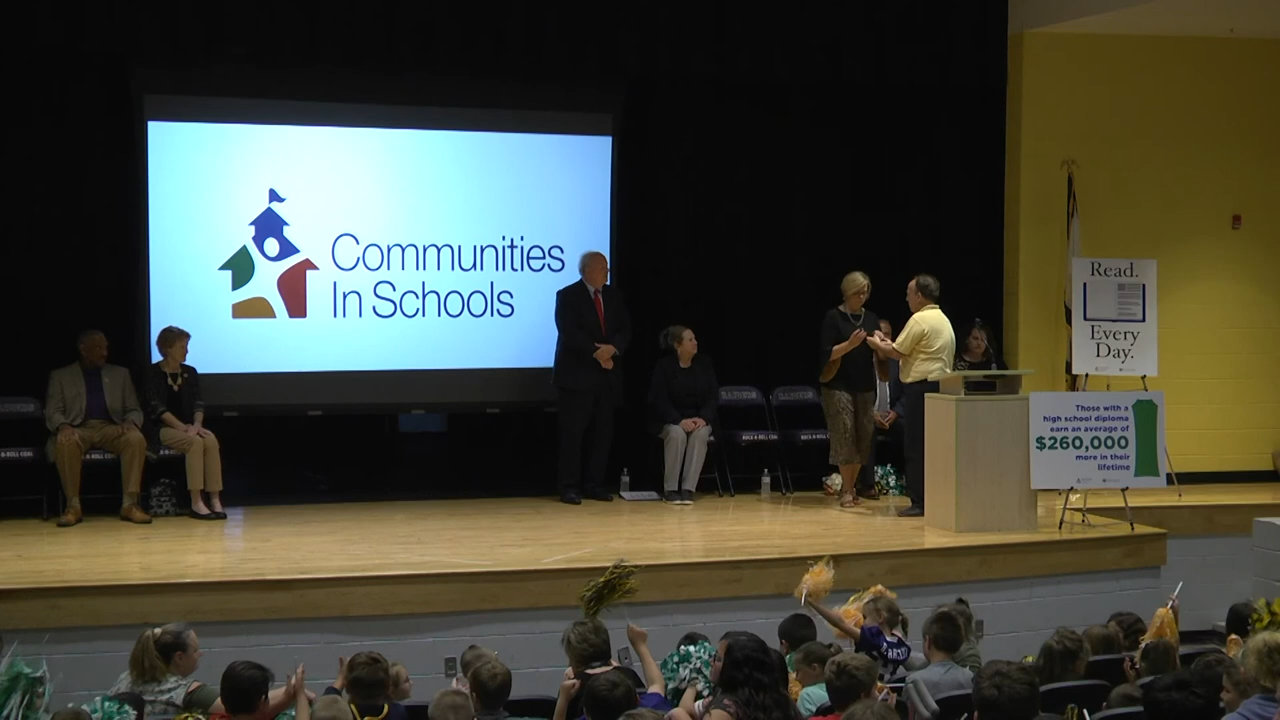 Communities
In Schools
Read.
Every
Day.
Those with a
high school diploma
earn an average of
$260,000
more in their
lifetime